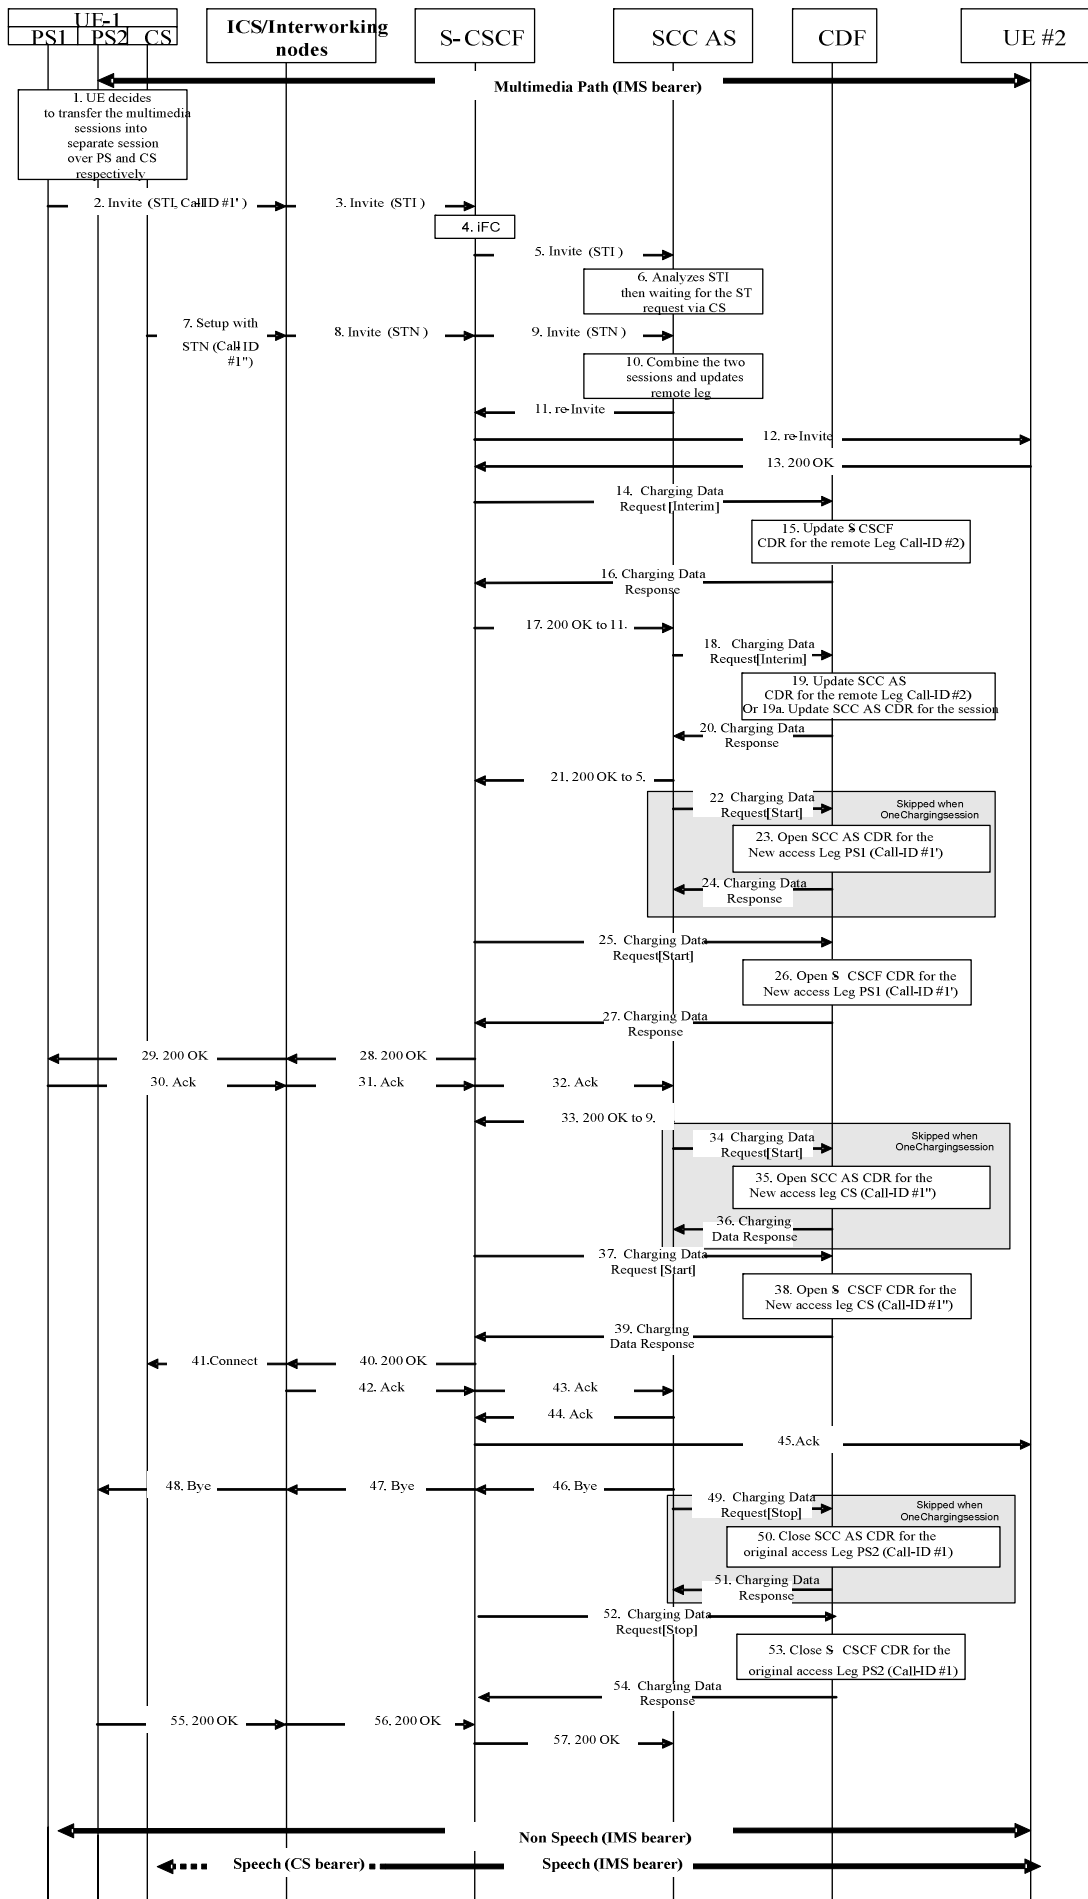 UE-1
PS1 PS2 CS
ICS/Interworking
nodes
S-CSCF
SCC AS
CDF
UE #2
Multimedia Path (IMS bearer)
1. UE decides
to transfer the multimedia
sessions into
separate session
over PS and CS
respectively
2. Invite (STI, Call-ID #1')
3. Invite (STI)
4. iFC
5. Invite (STI)
6. Analyzes STI
then waiting for the ST
request via CS
7. Setup with
STN (Call-ID
#1'')
8. Invite (STN)
9. Invite (STN)
10. Combine the two
sessions and updates
remote leg
11. re-Invite
12. re-Invite
13. 200 OK
14. Charging Data
Request[Interim]
15. Update S-CSCF
CDR for the remote Leg Call-ID #2)
16. Charging Data
Response
17. 200 OK to 11.
18. Charging Data
Request[Interim]
19. Update SCC AS
CDR for the remote Leg Call-ID #2)
Or 19a. Update SCC AS CDR for the session
20. Charging Data
Response
21. 200 OK to 5.
22 Charging Data
Request[Start]
Skipped when
OneChargingsession
23. Open SCC AS CDR for the
New access Leg PS1 (Call-ID #1')
24. Charging Data
Response
25. Charging Data
Request[Start]
26. Open S- CSCF CDR for the
New access Leg PS1 (Call-ID #1')
27. Charging Data
Response
29. 200 OK
28. 200 OK
30. Ack
31. Ack
32. Ack
33. 200 OK to 9.
34 Charging Data
Request[Start]
Skipped when
OneChargingsession
35. Open SCC AS CDR for the
New access leg CS (Call-ID #1'')
36. Charging
Data Response
37. Charging Data
Request [Start]
38. Open S- CSCF CDR for the
New access leg CS (Call-ID #1'')
39. Charging
Data Response
41.Connect
40. 200 OK
42. Ack
43. Ack
44. Ack
45.Ack
48. Bye
47. Bye
46. Bye
49. Charging Data
Request[Stop]
Skipped when
OneChargingsession
50. Close SCC AS CDR for the
original access Leg PS2 (Call-ID #1)
51. Charging Data
Response
52. Charging Data
Request[Stop]
53. Close S- CSCF CDR for the
original access Leg PS2 (Call-ID #1)
54. Charging Data
Response
55. 200 OK
56. 200 OK
57. 200 OK
Non Speech (IMS bearer)
Speech (CS bearer)
Speech (IMS bearer)